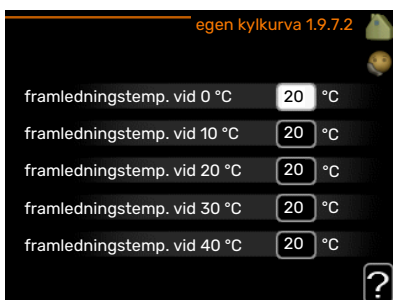 egen kylkurva 1.9.7.2
framledningstemp. vid 0 °C 20 °C
framledningstemp. vid 10 °C 20 °C
framledningstemp. vid 20 °C 20 °C
framledningstemp. vid 30 °C 20 °C
framledningstemp. vid 40 °C 20 °C
?